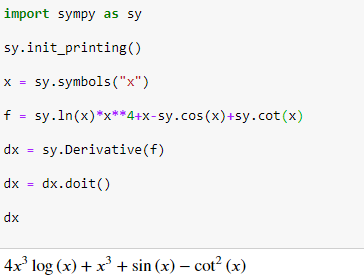 import sympy as sy
sy.init_printing()
x = sy.symbols("x")
f = sy.ln(x)*x**4+x-sy.cos(x)+sy.cot(x)
dx = sy.Derivative(f)
dx = dx.doit()
dx
4x³ log (x) + x³ + sin (x) − cot² (x)